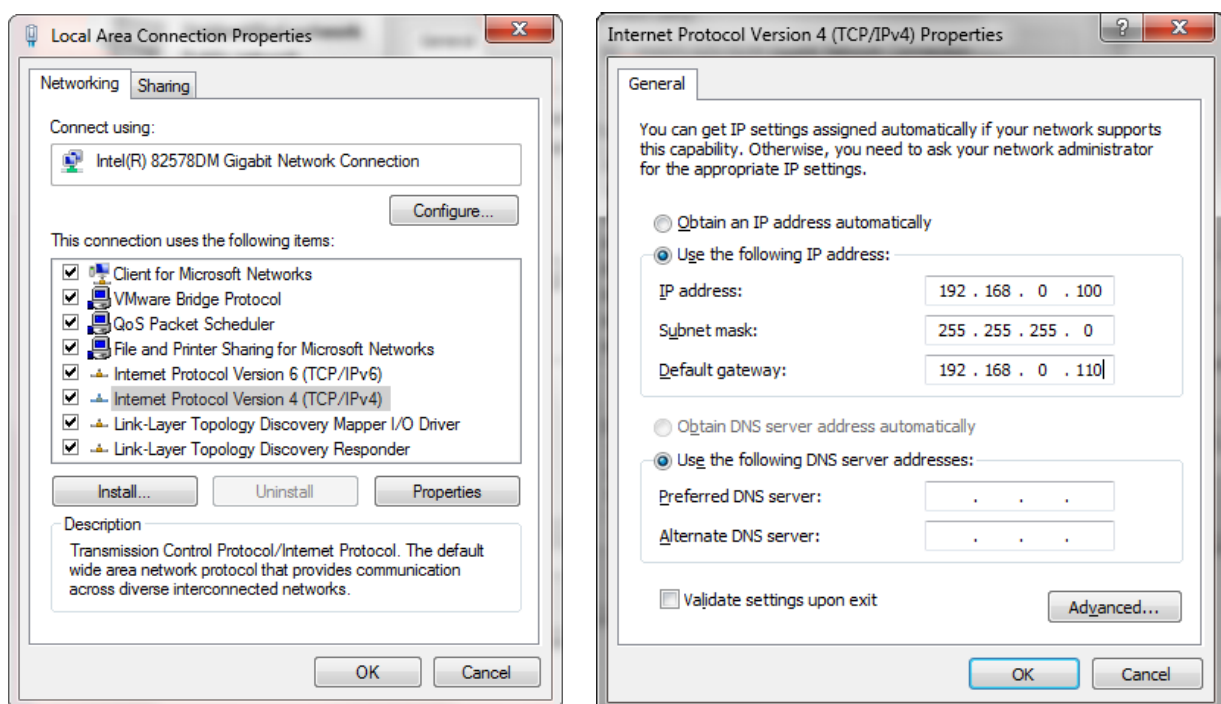 Local Area Connection Properties
Networking
Sharing
Connect using:
Intel(R) 82578DM Gigabit Network Connection
Configure...
This connection uses the following items:
Client for Microsoft Networks
VMware Bridge Protocol
QoS Packet Scheduler
File and Printer Sharing for Microsoft Networks
Internet Protocol Version 6 (TCP/IPv6)
Internet Protocol Version 4 (TCP/IPv4)
Link-Layer Topology Discovery Mapper I/O Driver
Link-Layer Topology Discovery Responder
Install...
Uninstall
Properties
Description
Transmission Control Protocol/Internet Protocol. The default
wide area network protocol that provides communication
across diverse interconnected networks.
OK
Cancel
Internet Protocol Version 4 (TCP/IPv4) Properties
General
You can get IP settings assigned automatically if your network supports
this capability. Otherwise, you need to ask your network administrator
for the appropriate IP settings.
Obtain an IP address automatically
Use the following IP address:
IP address: 192 . 168 . 0 . 100
Subnet mask: 255 . 255 . 255 . 0
Default gateway: 192 . 168 . 0 . 110
Obtain DNS server address automatically
Use the following DNS server addresses:
Preferred DNS server: . . .
Alternate DNS server: . . .
Validate settings upon exit
Advanced...
OK
Cancel